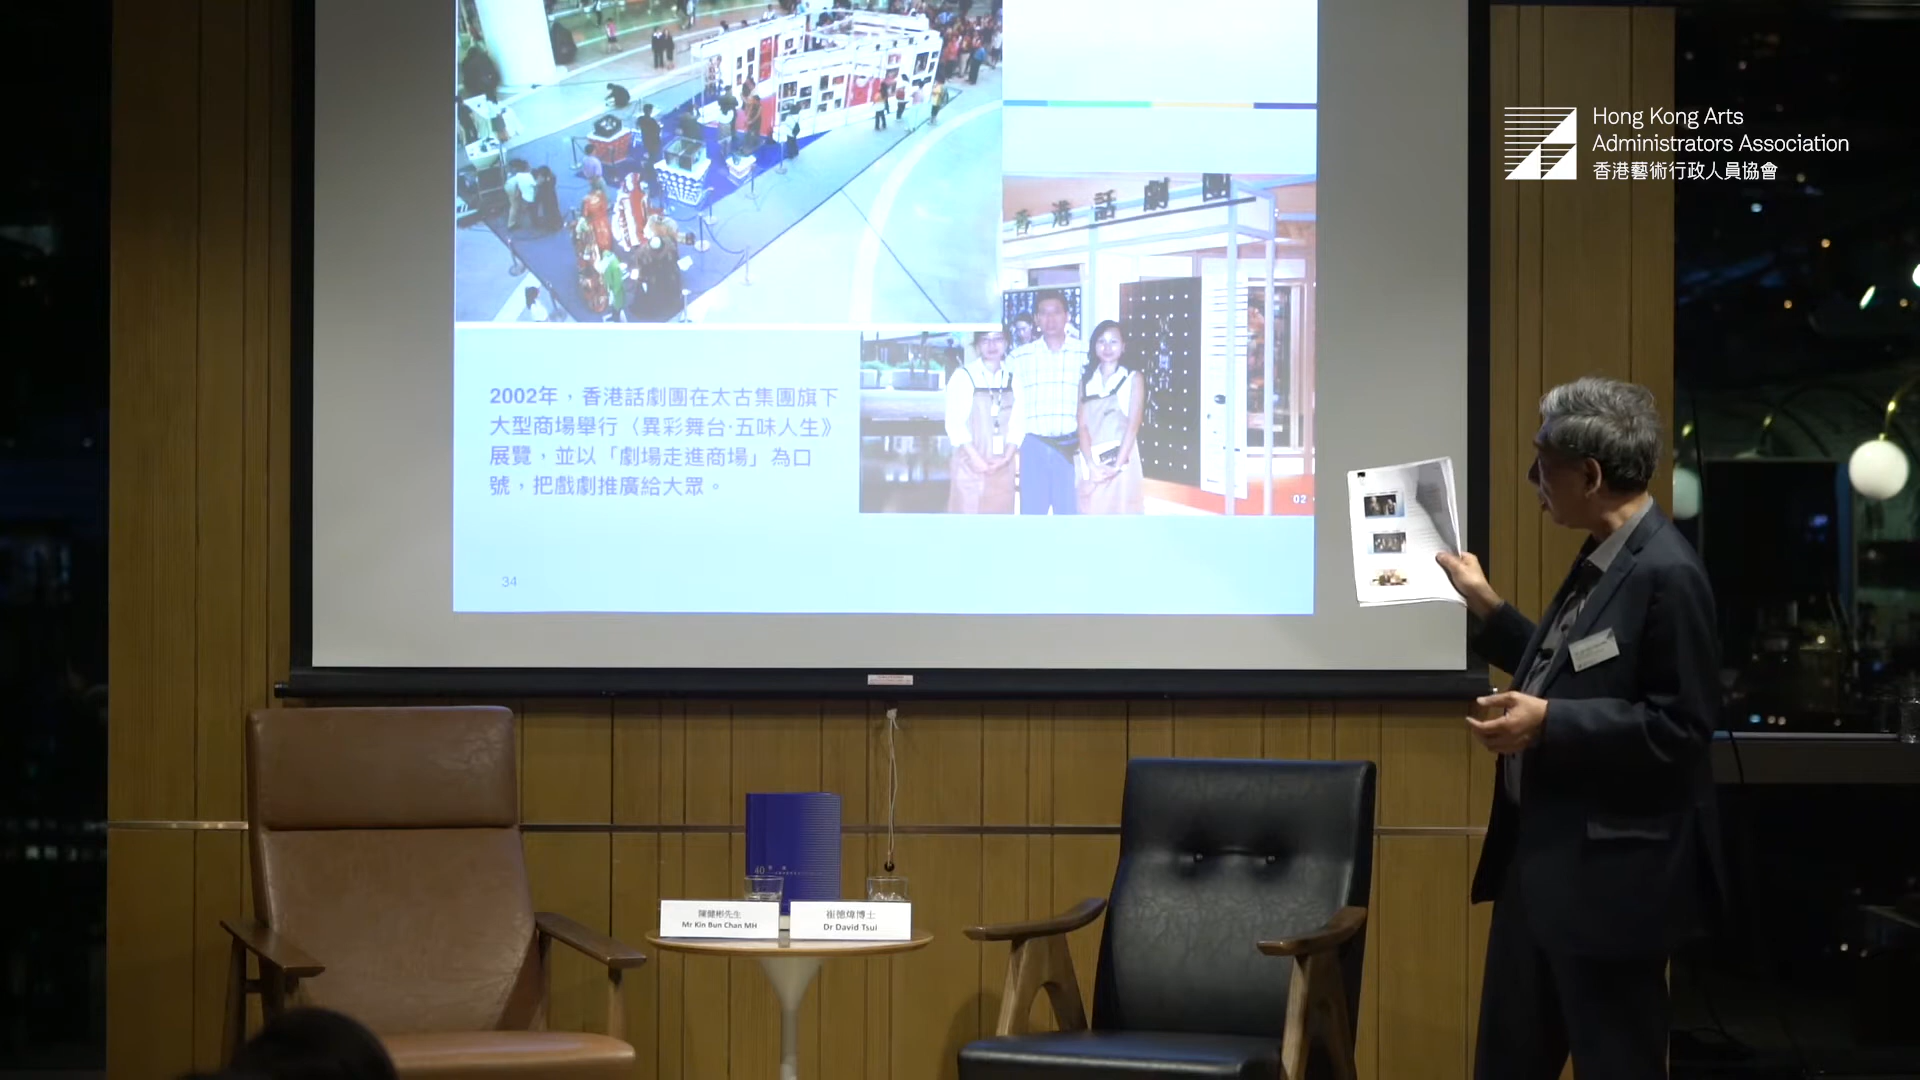 Hong Kong Arts
Administrators Association
香港藝術行政人員協會
香港話劇團
2002年，香港話劇團在太古集團旗下
大型商場舉行〈異彩舞台·五味人生》
展覽，並以「劇場走進商場」為口
號，把戲劇推廣給大眾。
02
34
40
陳健彬先生
Mr Kin Bun Chan MH
崔德煒博士
Dr David Tsui